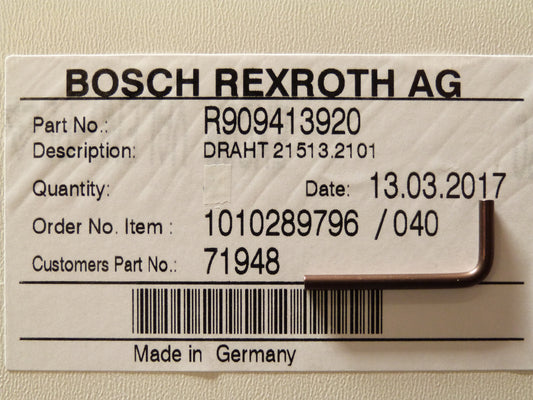 BOSCH REXROTH AG
Part No.: R909413920
Description: DRAHT 21513.2101
Quantity: Date: 13.03.2017
Order No. Item : 1010289796 /040
Customers Part No.: 71948
Made in Germany